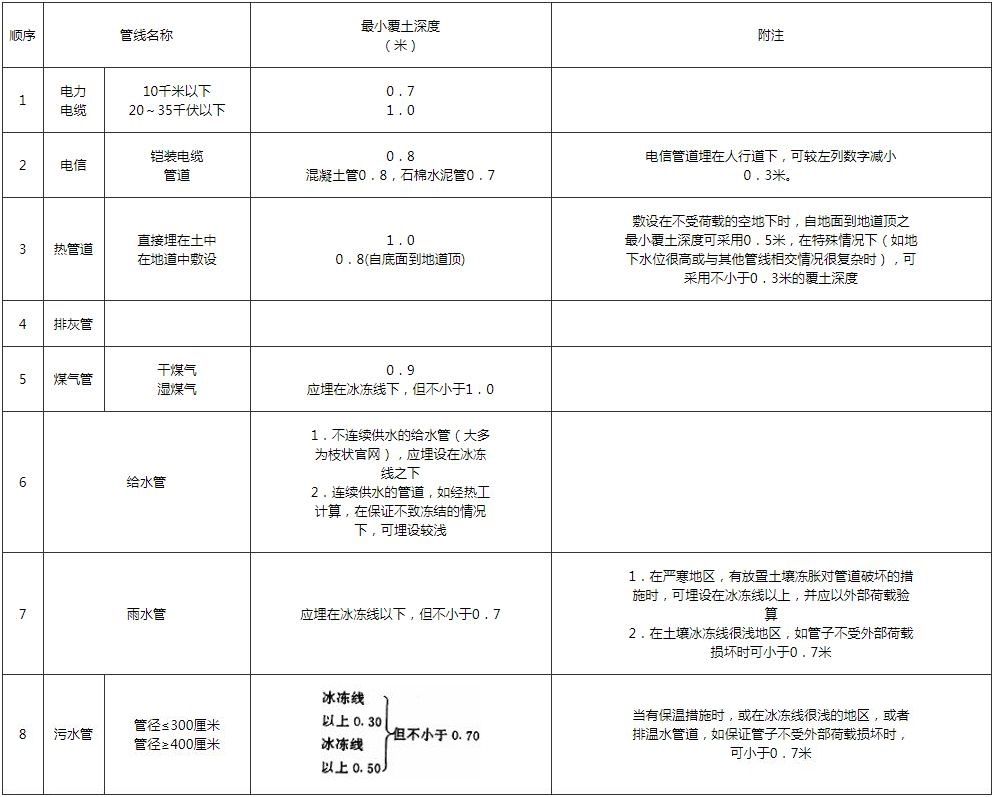 顺序
管线名称
最小覆土深度
（米）
附注
1
电力
电缆
10千米以下
20～35千伏以下
0．7
1．0
2
电信
铠装电缆
管道
0．8
混凝土管0．8，石棉水泥管0．7
电信管道埋在人行道下，可较左列数字减小
0．3米。
3
热管道
直接埋在土中
在地道中敷设
1．0
0．8(自底面到地道顶)
敷设在不受荷载的空地下时，自地面到地道顶之
最小覆土深度可采用0．5米，在特殊情况下（如地
下水位很高或与其他管线相交情况很复杂时），可
采用不小于0．3米的覆土深度
4
排灰管
5
煤气管
干煤气
湿煤气
0．9
应埋在冰冻线下，但不小于1．0
6
给水管
1．不连续供水的给水管（大多
为枝状官网），应埋设在冰冻
线之下
2．连续供水的管道，如经热工
计算，在保证不致冻结的情况
下，可埋设较浅
7
雨水管
应埋在冰冻线以下，但不小于0．7
1．在严寒地区，有放置土壤冻胀对管道破坏的措
施时，可埋设在冰冻线以上，并应以外部荷载验
算
2．在土壤冰冻线很浅地区，如管子不受外部荷载
损坏时可小于0．7米
8
污水管
管径≤300厘米
管径≥400厘米
冰冻线
以上 0.30
冰冻线
以上 0.50
但不小于 0.70
当有保温措施时，或在冰冻线很浅的地区，或者
排温水管道，如保证管子不受外部荷载损坏时，
可小于0．7米